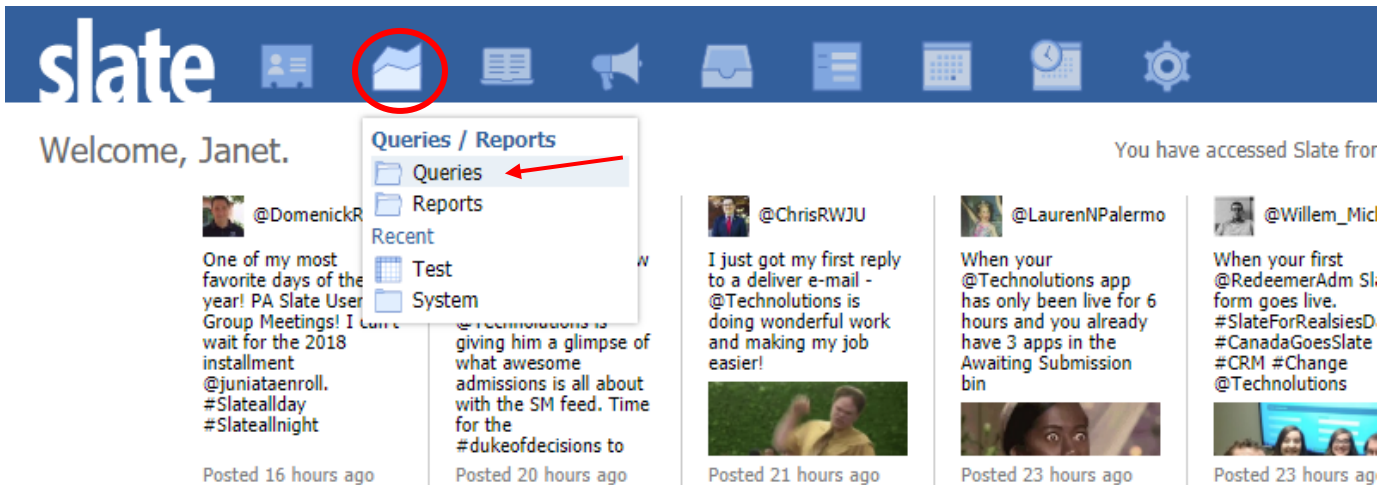 slate
Welcome, Janet.
You have accessed Slate from
Queries / Reports
Queries
Reports
Recent
Test
System
@DomenickR
One of my most
favorite days of the
year! PA Slate User
Group Meetings! I can't
wait for the 2018
installment
@juniataenroll.
#Slateallday
#Slateallnight
Posted 16 hours ago
w
@Technolutions is
giving him a glimpse of
what awesome
admissions is all about
with the SM feed. Time
for the
#dukeofdecisions to
Posted 20 hours ago
@ChrisRWJU
I just got my first reply
to a deliver e-mail -
@Technolutions is
doing wonderful work
and making my job
easier!
Posted 21 hours ago
@LaurenNPalermo
When your
@Technolutions app
has only been live for 6
hours and you already
have 3 apps in the
Awaiting Submission
bin
Posted 23 hours ago
@Willem_Mich
When your first
@RedeemerAdm Sla
form goes live.
#SlateForRealsiesDa
#CanadaGoesSlate
#CRM #Change
@Technolutions
Posted 23 hours ago